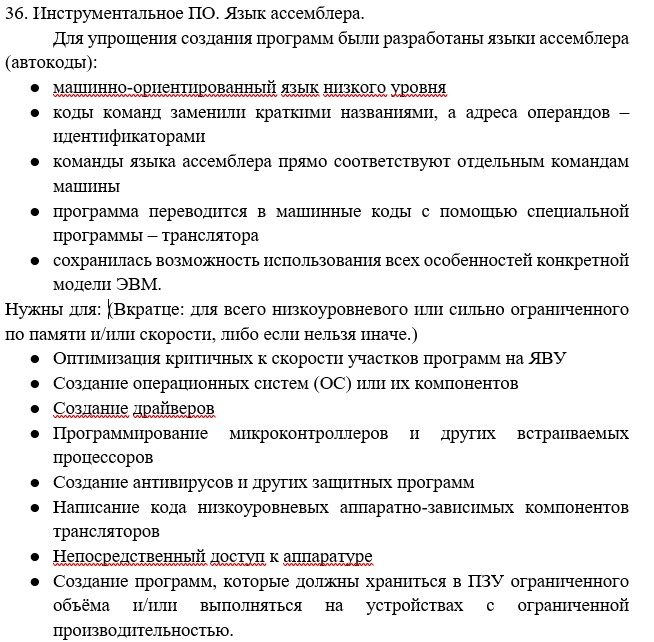 36. Инструментальное ПО. Язык ассемблера.
Для упрощения создания программ были разработаны языки ассемблера
(автокоды):
● машинно-ориентированный язык низкого уровня
● коды команд заменили краткими названиями, а адреса операндов –
идентификаторами
● команды языка ассемблера прямо соответствуют отдельным командам
машины
● программа переводится в машинные коды с помощью специальной
программы – транслятора
● сохранилась возможность использования всех особенностей конкретной
модели ЭВМ.
Нужны для: (Вкратце: для всего низкоуровневого или сильно ограниченного
по памяти и/или скорости, либо если нельзя иначе.)
● Оптимизация критичных к скорости участков программ на ЯВУ
● Создание операционных систем (ОС) или их компонентов
● Создание драйверов
● Программирование микроконтроллеров и других встраиваемых
процессоров
● Создание антивирусов и других защитных программ
● Написание кода низкоуровневых аппаратно-зависимых компонентов
трансляторов
● Непосредственный доступ к аппаратуре
● Создание программ, которые должны храниться в ПЗУ ограниченного
объёма и/или выполняться на устройствах с ограниченной
производительностью.